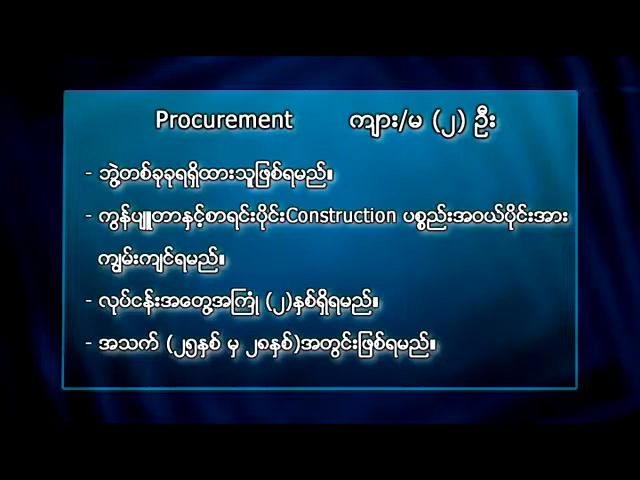 Procurement ကျား/မ (၂) ဦး
- ဘွဲ့တစ်ခုခုရရှိထားသူဖြစ်ရမည်။
- ကွန်ပျူတာနှင့်စာရင်းပိုင်းConstruction ပစ္စည်းအဝယ်ပိုင်းအား
ကျွမ်းကျင်ရမည်။
- လုပ်ငန်းအတွေ့အကြုံ (၂)နှစ်ရှိရမည်။
- အသက် (၂၅နှစ် မှ ၂၈နှစ်)အတွင်းဖြစ်ရမည်။